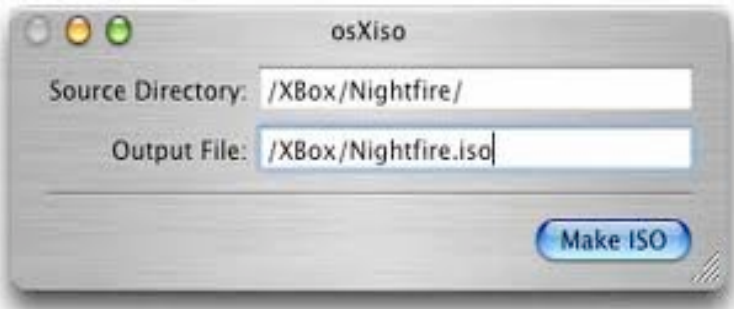 osXiso
Source Directory: /XBox/Nightfire/
Output File: /XBox/Nightfire.iso
Make ISO